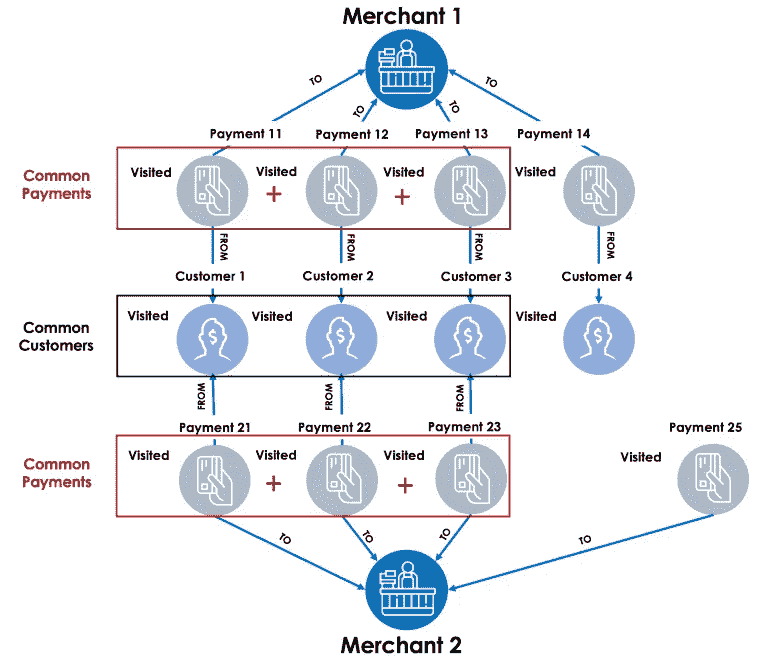 Merchant 1
TO
TO
TO
TO
Payment 11
Payment 12
Payment 13
Payment 14
Common
Payments
Visited
Visited
Visited
Visited
+
+
FROM
FROM
FROM
FROM
Customer 1
Customer 2
Customer 3
Customer 4
Common
Customers
Visited
Visited
Visited
Visited
$
$
$
$
FROM
FROM
FROM
Payment 21
Payment 22
Payment 23
Payment 25
Common
Payments
Visited
Visited
Visited
Visited
+
+
TO
TO
TO
TO
Merchant 2